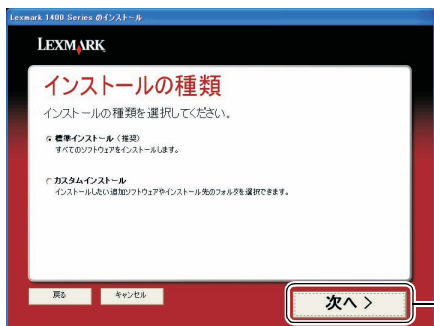 Lexmark 1400 Series のインストール
LEXMARK
インストールの種類
インストールの種類を選択してください。
標準インストール（推奨）
すべてのソフトウェアをインストールします。
カスタムインストール
インストールしたい追加ソフトウェアやインストール先のフォルダを選択できます。
戻る
キャンセル
次へ >